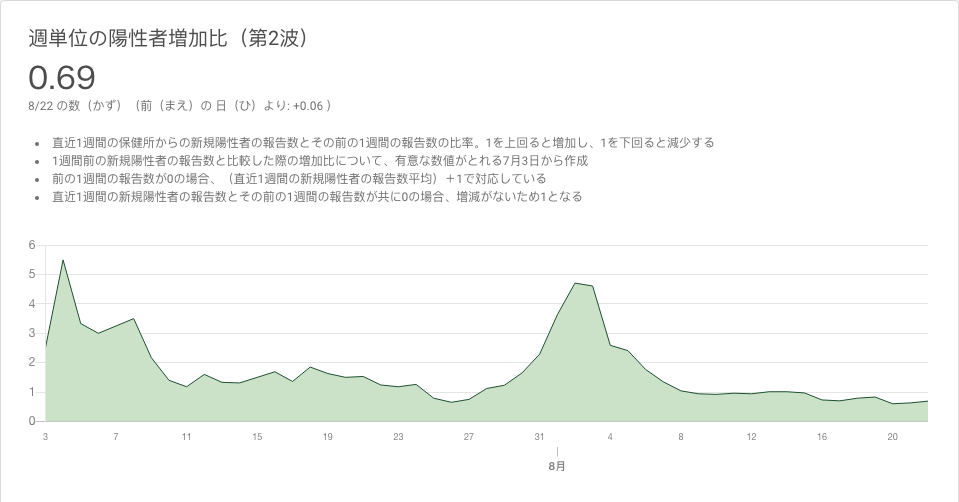 週単位の陽性者増加比（第2波）
0.69
8/22 の数（かず）（前（まえ）の 日（ひ）より: +0.06 ）
直近1週間の保健所からの新規陽性者の報告数とその前の1週間の報告数の比率。1を上回ると増加し、1を下回ると減少する
1週間前の新規陽性者の報告数と比較した際の増加比について、有意な数値がとれる7月3日から作成
前の1週間の報告数が0の場合、（直近1週間の新規陽性者の報告数平均）＋1で対応している
直近1週間の新規陽性者の報告数とその前の1週間の報告数が共に0の場合、増減がないため1となる
6
5
4
3
2
1
0
3 7 11 15 19 23 27 31 4 8 12 16 20
8月